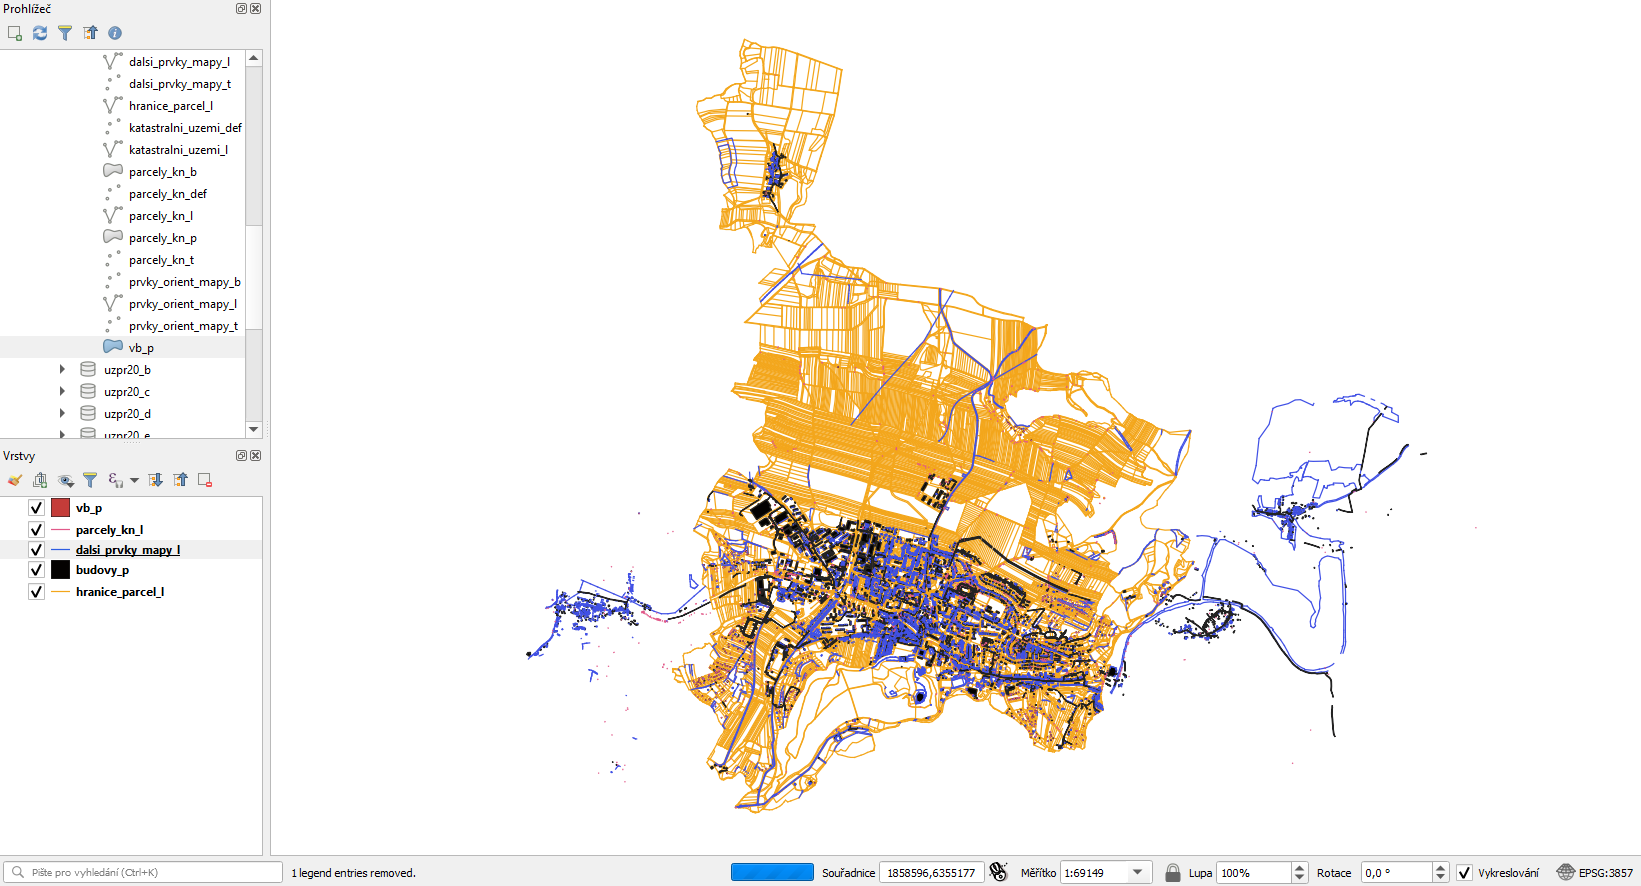 Prohlížeč
dalsi_prvky_mapy_l
dalsi_prvky_mapy_t
hranice_parcel_l
katastralni_uzemi_def
katastralni_uzemi_l
parcely_kn_b
parcely_kn_def
parcely_kn_l
parcely_kn_p
parcely_kn_t
prvky_orient_mapy_b
prvky_orient_mapy_l
prvky_orient_mapy_t
vb_p
uzpr20_b
uzpr20_c
uzpr20_d
uzpr20_e
Vrstvy
vb_p
parcely_kn_l
dalsi_prvky_mapy_l
budovy_p
hranice_parcel_l
Pište pro vyhledání (Ctrl+K) 1 legend entries removed. Souřadnice 1858596,6355177 Měřítko 1:69149 Lupa 100% Rotace 0,0 ° Vykreslování EPSG:3857